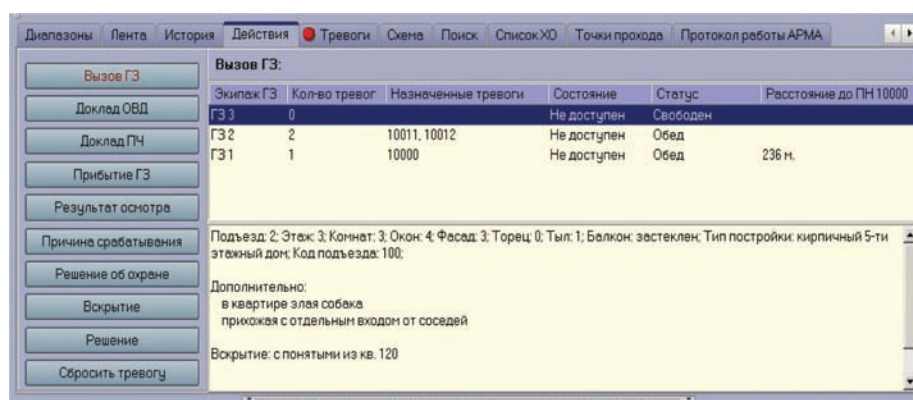 Диапазоны Лента История Действия Тревоги Схема Поиск Список ХО Точки прохода Протокол работы АРМА
Вызов ГЗ
Доклад ОВД
Доклад ПЧ
Прибытие ГЗ
Результат осмотра
Причина срабатывания
Решение об охране
Вскрытие
Решение
Сбросить тревогу
Вызов ГЗ:
Экипаж ГЗ Кол-во тревог Назначенные тревоги Состояние Статус Расстояние до ПН 10000
ГЗ 3 0 Не доступен Свободен
ГЗ 2 2 10011, 10012 Не доступен Обед
ГЗ 1 1 10000 Не доступен Обед 236 м.
Подъезд: 2; Этаж: 3; Комнат: 3; Окон: 4; Фасад: 3; Торец: 0; Тыл: 1; Балкон: застеклен; Тип постройки: кирпичный 5-ти
этажный дом; Код подъезда: 100;
Дополнительно:
в квартире злая собака
прихожая с отдельным входом от соседей
Вскрытие: с понятыми из кв. 120